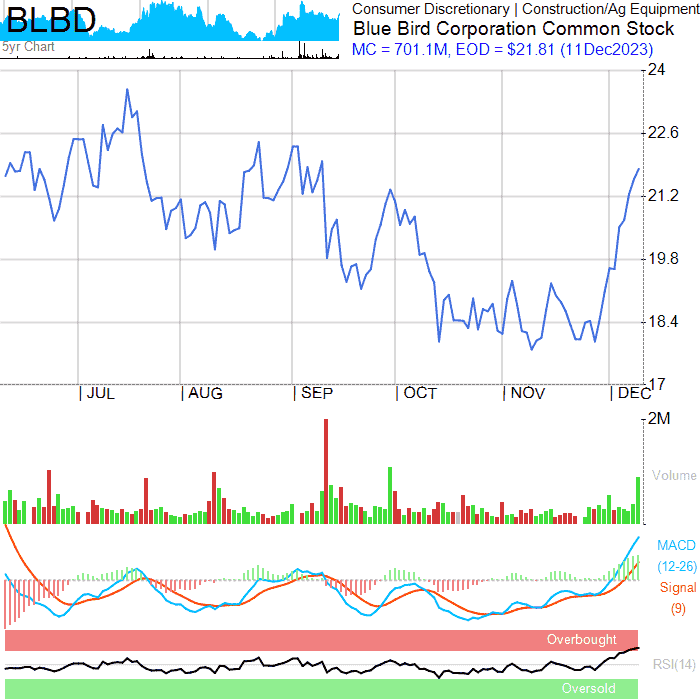 BLBD
5yr Chart
Consumer Discretionary | Construction/Ag Equipment
Blue Bird Corporation Common Stock
MC = 701.1M, EOD = $21.81 (11Dec2023)
24
22.6
21.2
19.8
18.4
17
JUL
AUG
SEP
OCT
NOV
DEC
2M
Volume
MACD
(12-26)
Signal
(9)
Overbought
RSI(14)
Oversold